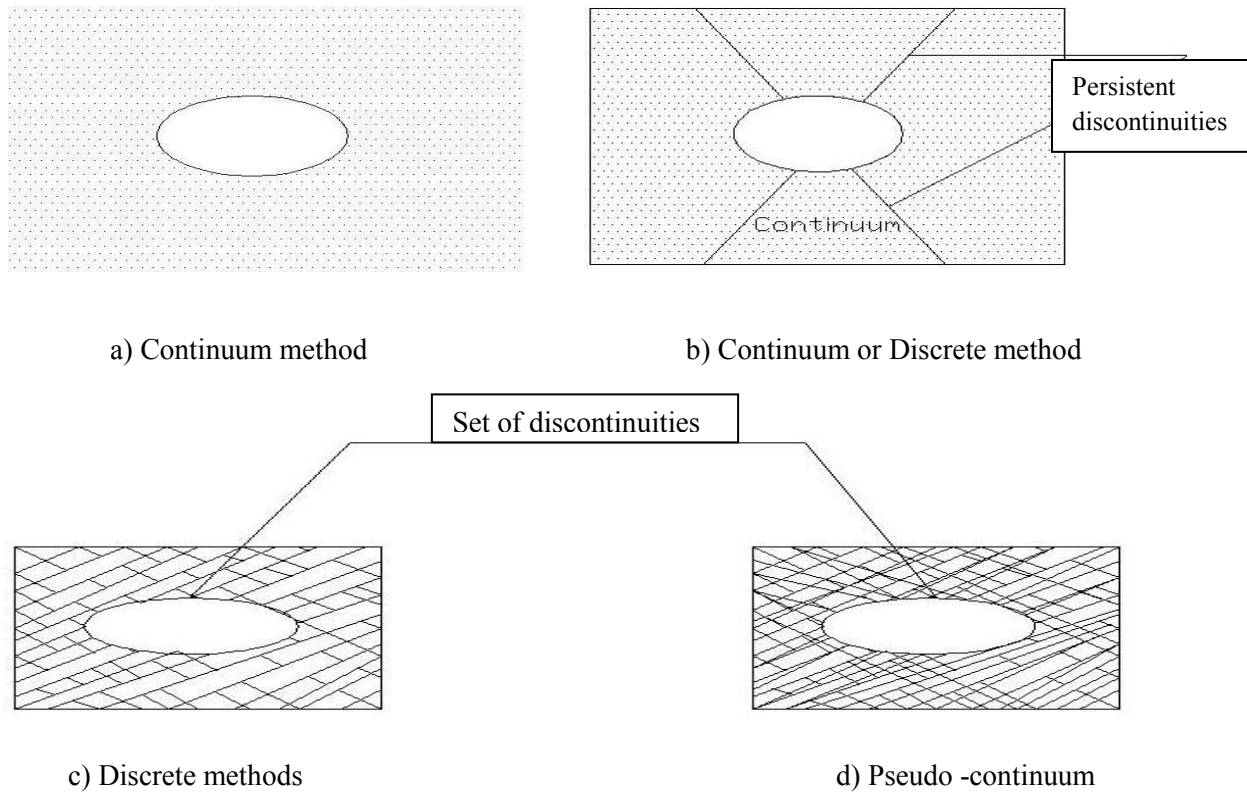 Persistent
discontinuities
Continuum
a) Continuum method
b) Continuum or Discrete method
Set of discontinuities
c) Discrete methods
d) Pseudo -continuum